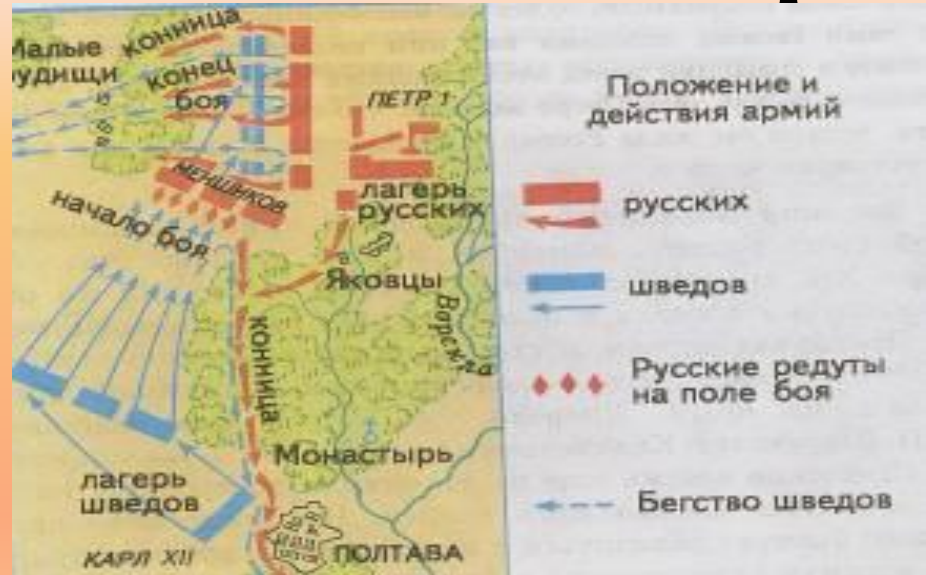 конница
Малые
удищи
конец
боя
ПЕТР 1
МЕНШИКОВ
лагерь
русских
начало боя
Яковцы
Ворскла
конница
Монастырь
лагерь
шведов
КАРЛ XII
ПОЛТАВА
Положение и
действия армий
русских
шведов
Русские редуты
на поле боя
Бегство шведов